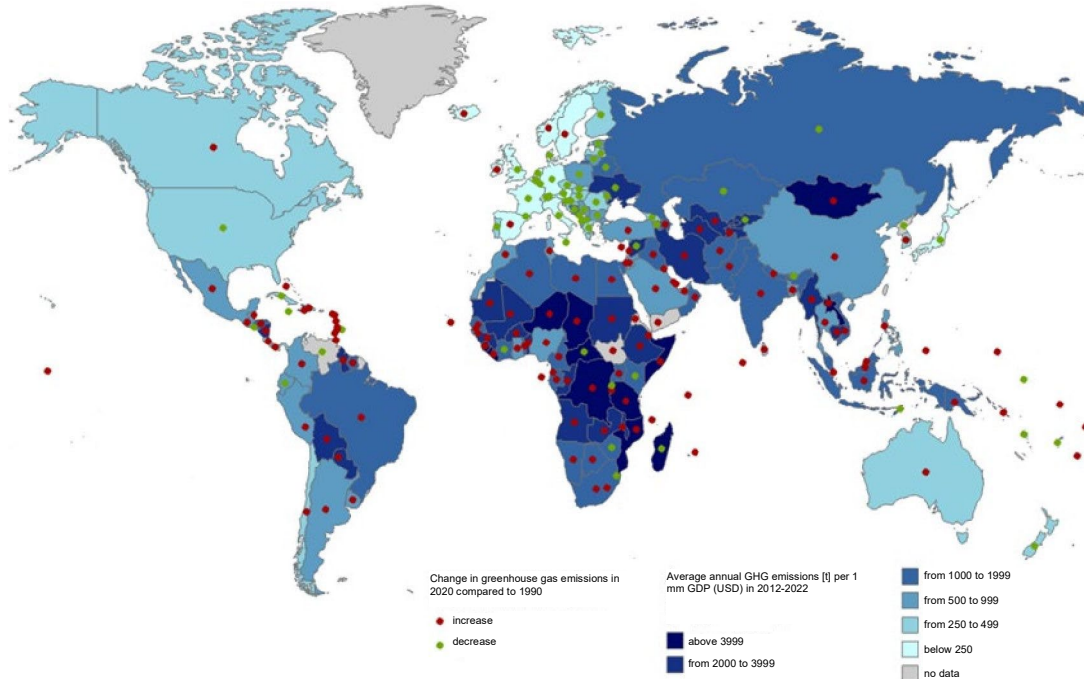 Change in greenhouse gas emissions in
2020 compared to 1990
increase
decrease
Average annual GHG emissions [t] per 1
mm GDP (USD) in 2012-2022
above 3999
from 2000 to 3999
from 1000 to 1999
from 500 to 999
from 250 to 499
below 250
no data